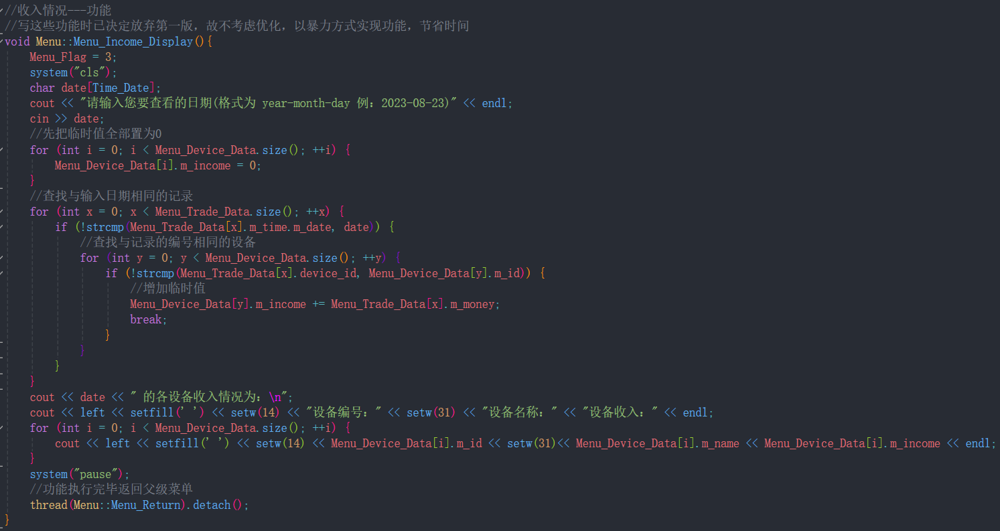 //收入情况---功能
//写这些功能时已决定放弃第一版，故不考虑优化，以暴力方式实现功能，节省时间
void Menu::Menu_Income_Display(){
    Menu_Flag = 3;
    system("cls");
    char date[Time_Date];
    cout << "请输入您要查看的日期(格式为 year-month-day 例：2023-08-23)" << endl;
    cin >> date;
    //先把临时值全部置为0
    for (int i = 0; i < Menu_Device_Data.size(); ++i) {
        Menu_Device_Data[i].m_income = 0;
    }
    //查找与输入日期相同的记录
    for (int x = 0; x < Menu_Trade_Data.size(); ++x) {
        if (!strcmp(Menu_Trade_Data[x].m_time.m_date, date)) {
            //查找与记录的编号相同的设备
            for (int y = 0; y < Menu_Device_Data.size(); ++y) {
                if (!strcmp(Menu_Trade_Data[x].device_id, Menu_Device_Data[y].m_id)) {
                    //增加临时值
                    Menu_Device_Data[y].m_income += Menu_Trade_Data[x].m_money;
                    break;
                }
            }
        }
    }
    cout << date << " 的各设备收入情况为：\n";
    cout << left << setfill(' ') << setw(14) << "设备编号：" << setw(31) << "设备名称：" << "设备收入：" << endl;
    for (int i = 0; i < Menu_Device_Data.size(); ++i) {
        cout << left << setfill(' ') << setw(14) << Menu_Device_Data[i].m_id << setw(31)<< Menu_Device_Data[i].m_name << Menu_Device_Data[i].m_income << endl;
    }
    system("pause");
    //功能执行完毕返回父级菜单
    thread(Menu::Menu_Return).detach();
}